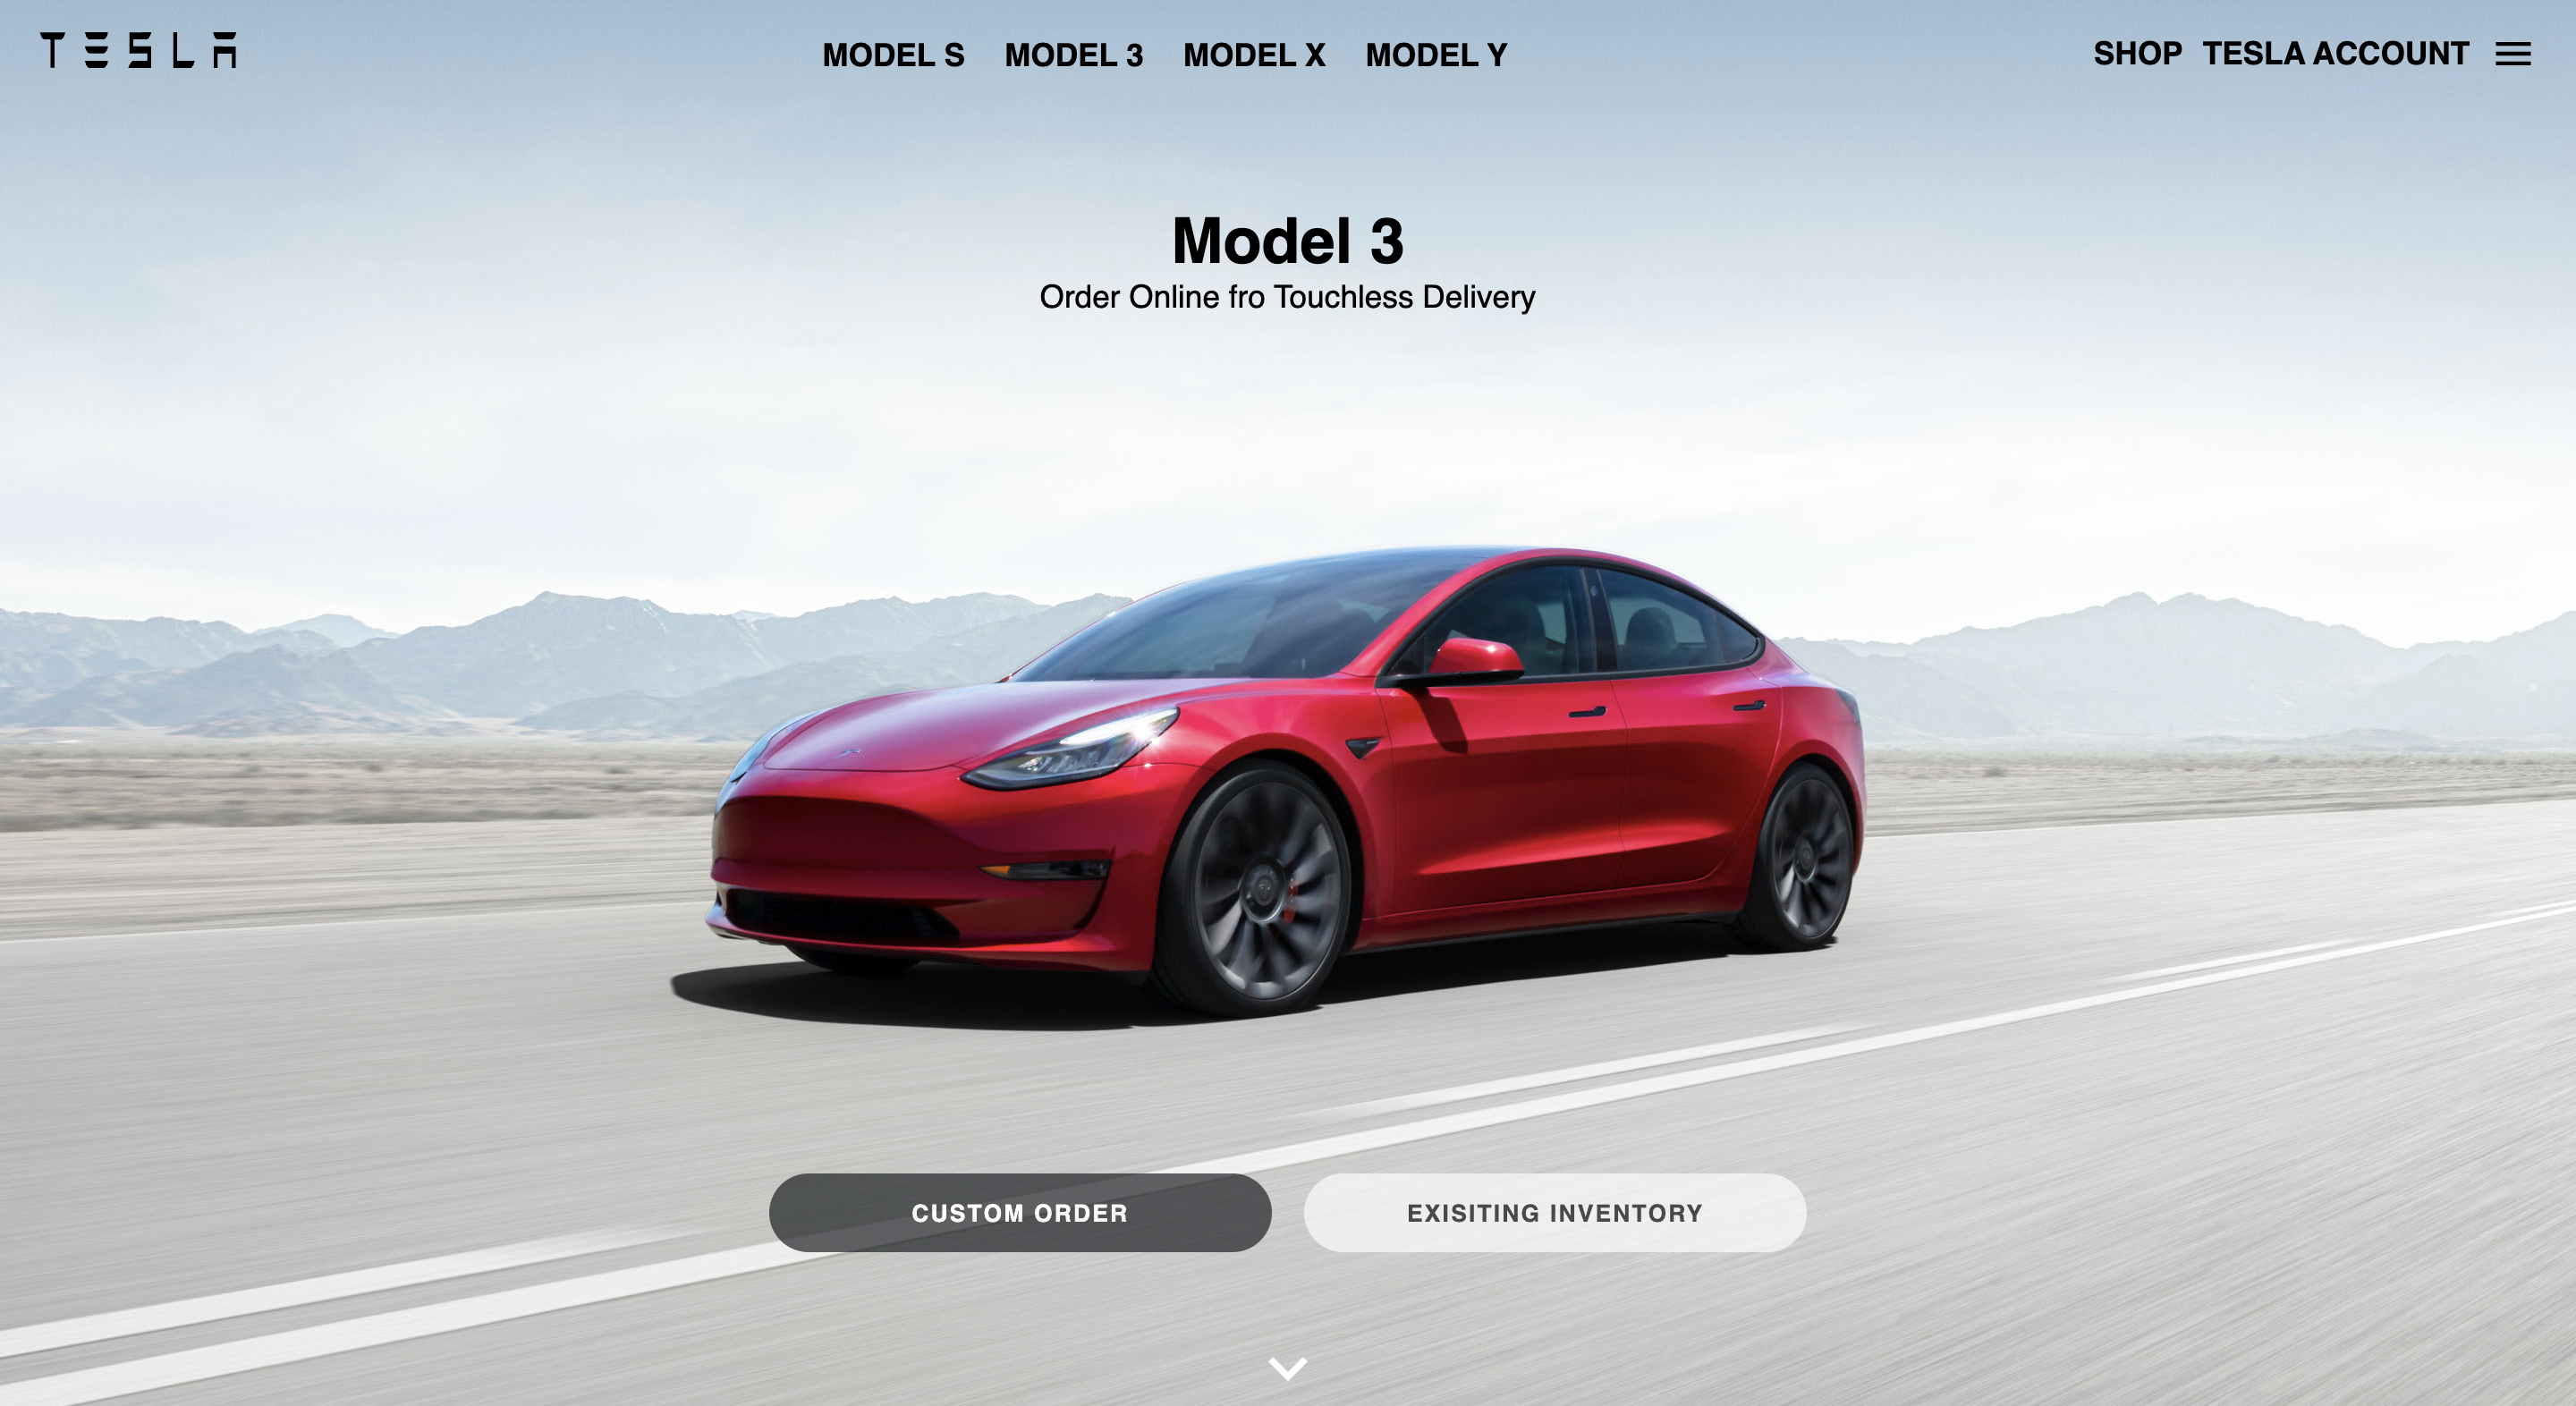 TESLA
MODEL S MODEL 3 MODEL X MODEL Y
SHOP TESLA ACCOUNT
Model 3
Order Online fro Touchless Delivery
CUSTOM ORDER
EXISITING INVENTORY